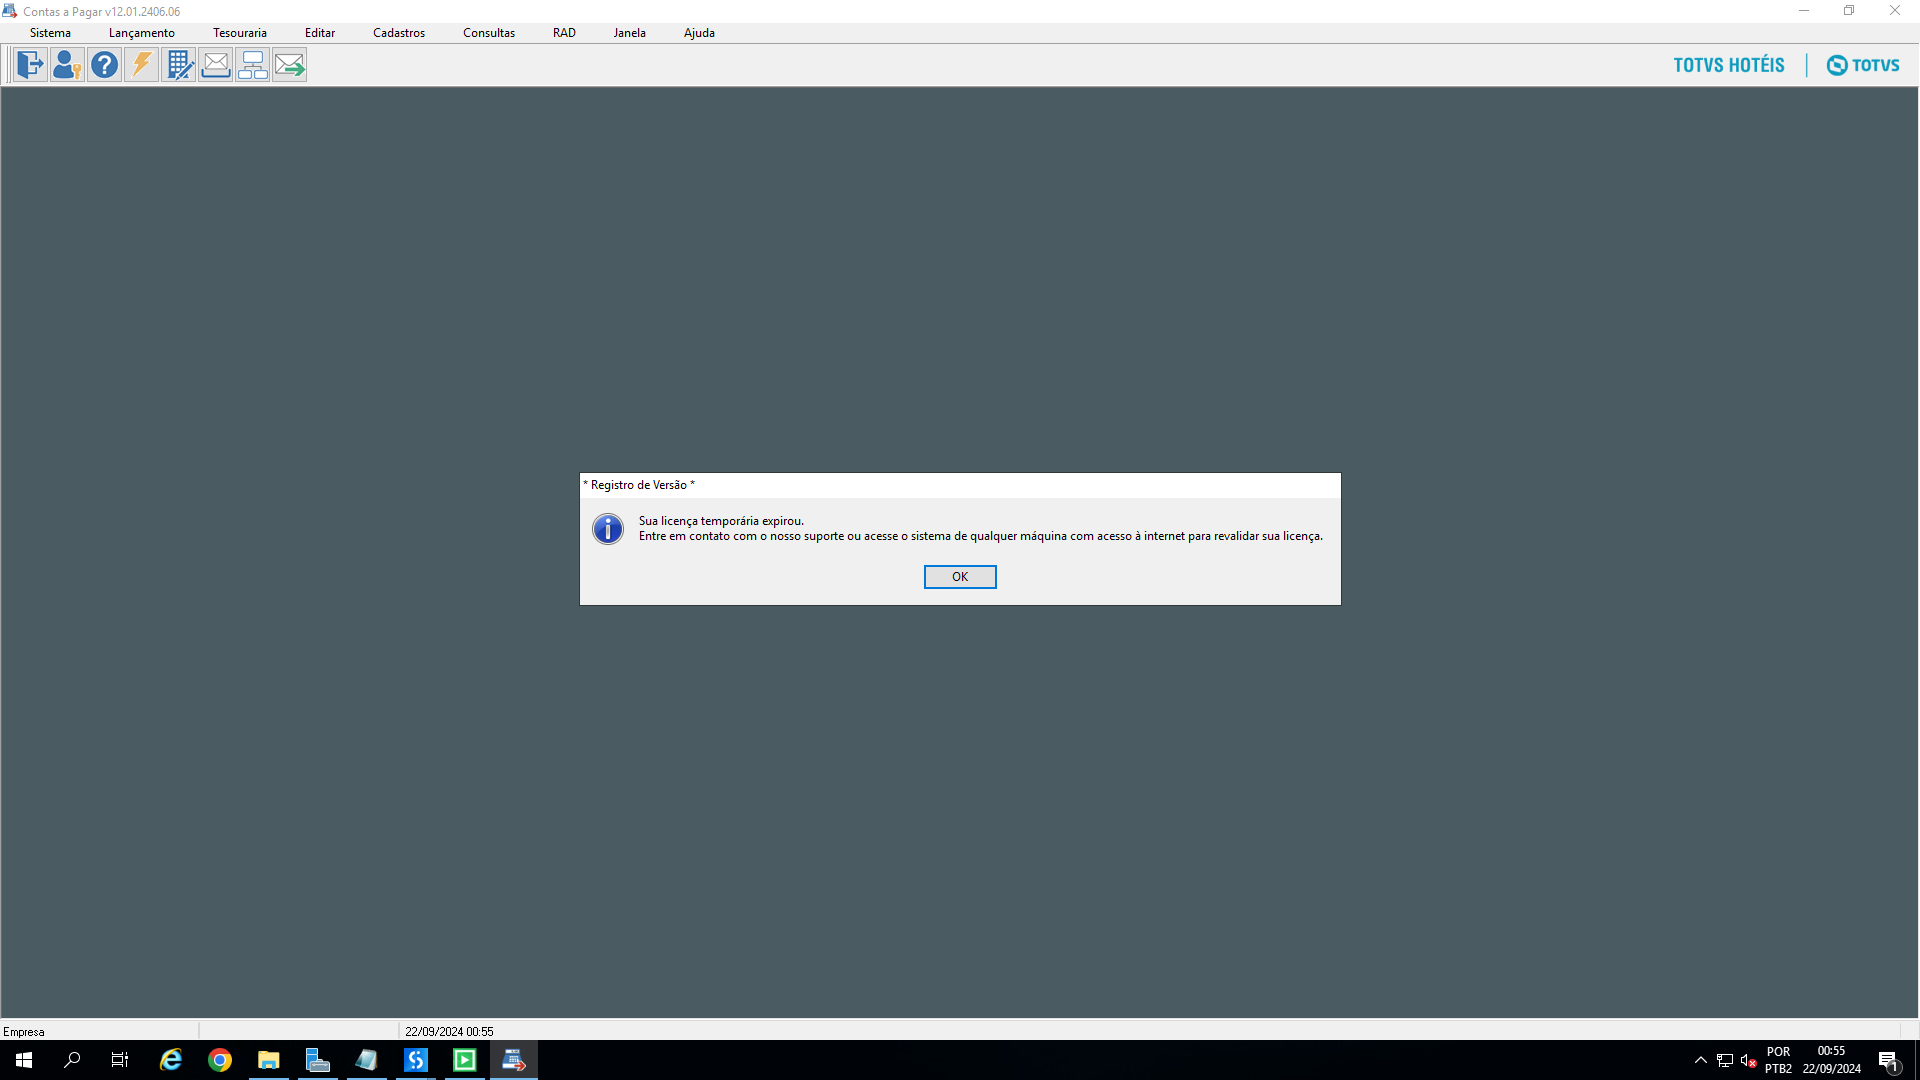 Contas a Pagar v12.01.2406.06
Sistema Lançamento Tesouraria Editar Cadastros Consultas RAD Janela Ajuda
TOTVS HOTÉIS TOTVS
* Registro de Versão *
Sua licença temporária expirou.
Entre em contato com o nosso suporte ou acesse o sistema de qualquer máquina com acesso à internet para revalidar sua licença.
OK
Empresa 22/09/2024 00:55
POR 00:55
PTB2 22/09/2024 1